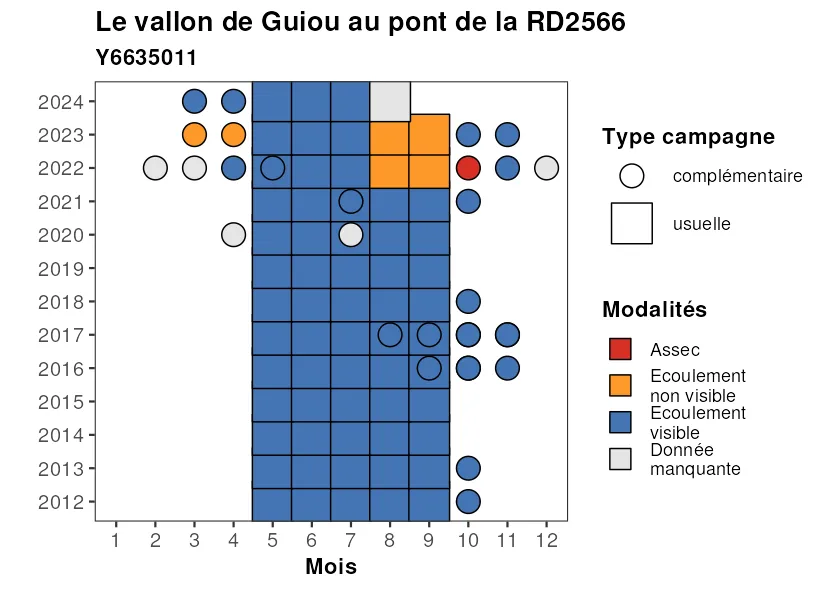 Le vallon de Guiou au pont de la RD2566
Y6635011
2024
2023
2022
2021
2020
2019
2018
2017
2016
2015
2014
2013
2012
1 2 3 4 5 6 7 8 9 10 11 12
Mois
Type campagne
complémentaire
usuelle
Modalités
Assec
Ecoulement
non visible
Ecoulement
visible
Donnée
manquante